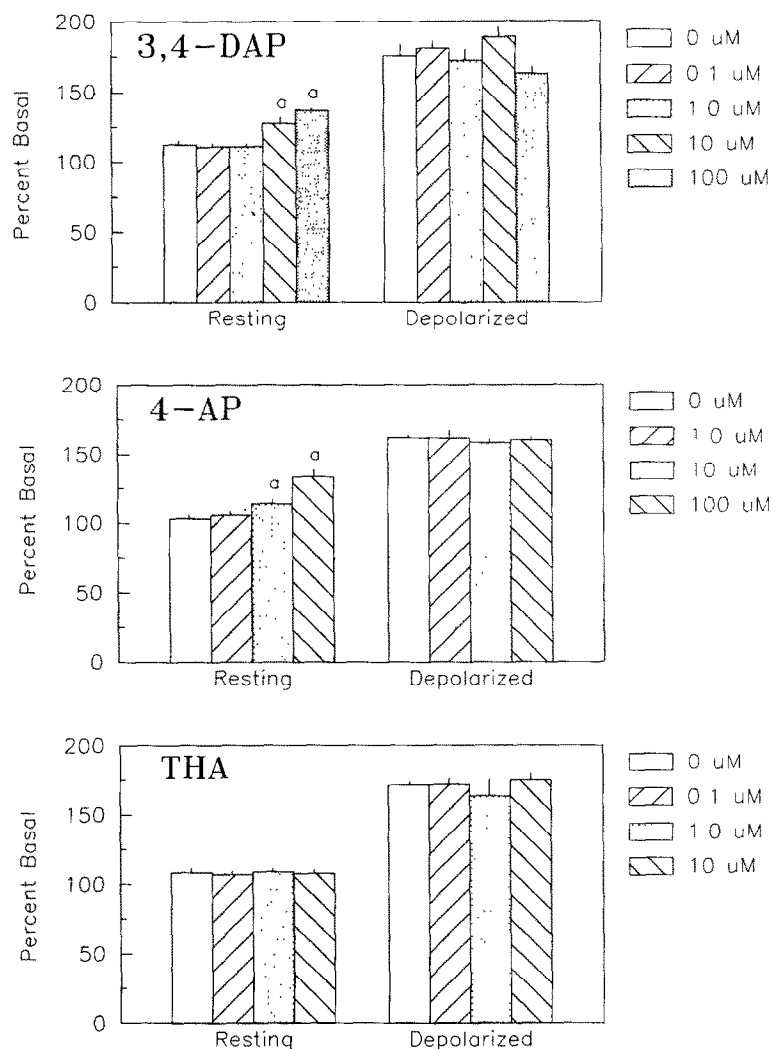 3,4-DAP
Percent Basal
200
150
100
50
0
a
a
Resting
Depolarized
0 uM
0 1 uM
1 0 uM
10 uM
100 uM
4-AP
Percent Basal
200
150
100
50
0
a
a
Resting
Depolarized
0 uM
1 0 uM
10 uM
100 uM
THA
Percent Basal
200
150
100
50
0
Resting
Depolarized
0 uM
0 1 uM
1 0 uM
10 uM